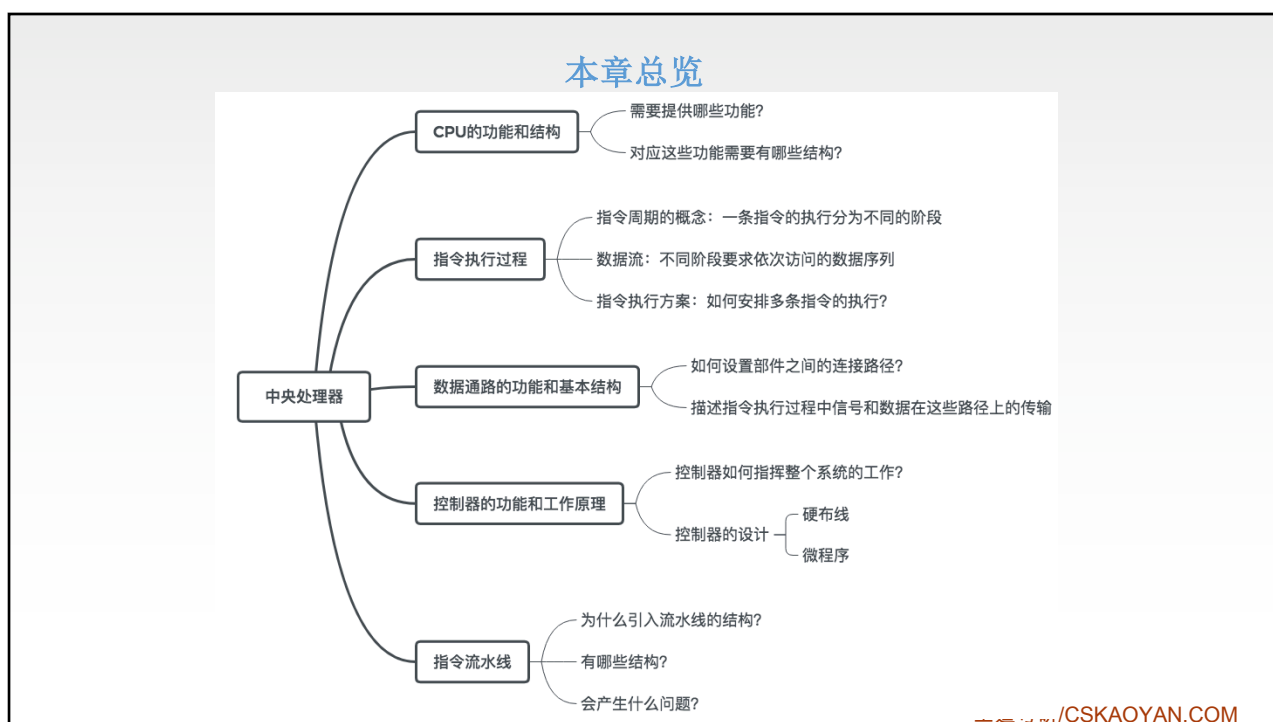 本章总览
中央处理器
CPU的功能和结构
需要提供哪些功能?
对应这些功能需要有哪些结构?
指令执行过程
指令周期的概念：一条指令的执行分为不同的阶段
数据流：不同阶段要求依次访问的数据序列
指令执行方案：如何安排多条指令的执行?
数据通路的功能和基本结构
如何设置部件之间的连接路径?
描述指令执行过程中信号和数据在这些路径上的传输
控制器的功能和工作原理
控制器如何指挥整个系统的工作?
控制器的设计
硬布线
微程序
指令流水线
为什么引入流水线的结构?
有哪些结构?
会产生什么问题?
/CSKAOYAN.COM